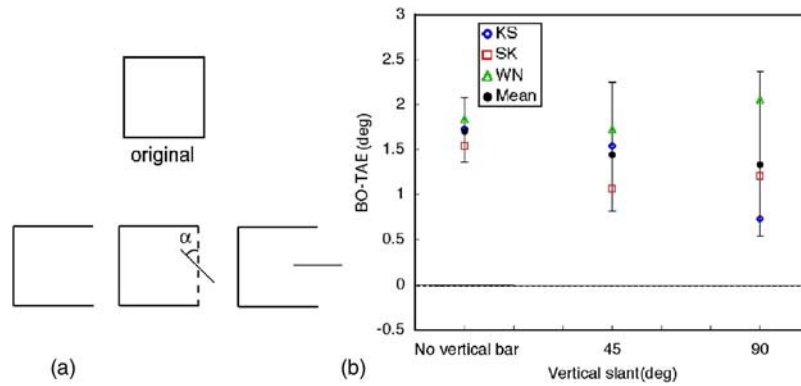 original
α
(a)
3
2.5
2
1.5
1
0.5
0
-0.5
BO-TAE (deg)
KS
SK
WN
Mean
No vertical bar
45
90
Vertical slant(deg)
(b)